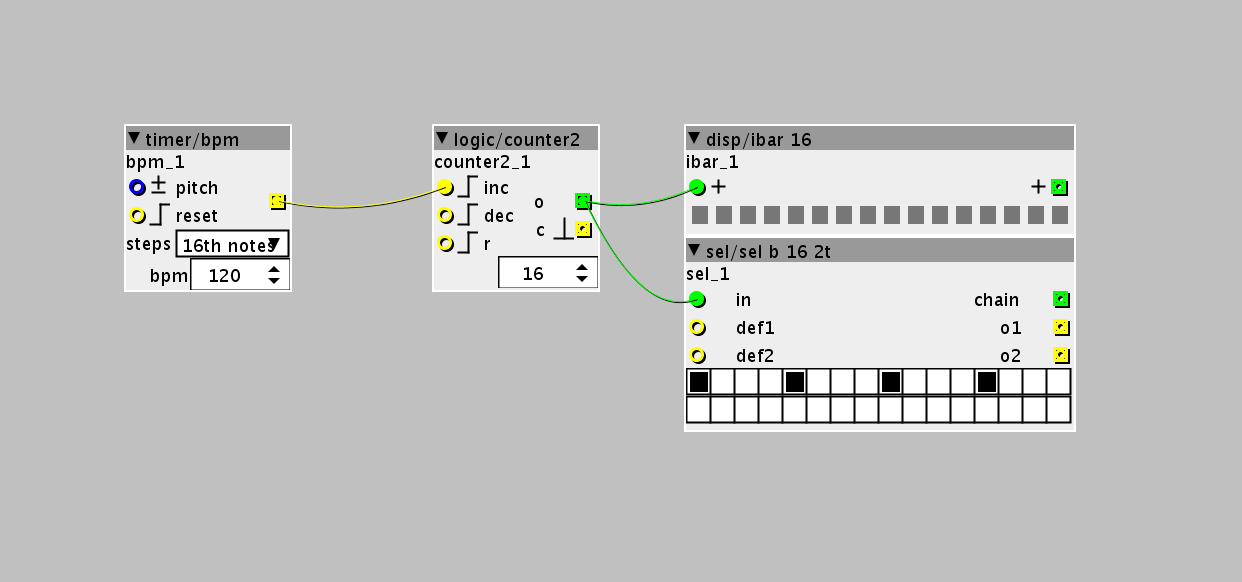 timer/bpm
bpm_1
± pitch
reset
steps 16th notes
bpm 120
logic/counter2
counter2_1
inc
o
dec
c
r
16
disp/ibar 16
ibar_1
+ +
sel/sel b 16 2t
sel_1
in chain
def1 o1
def2 o2